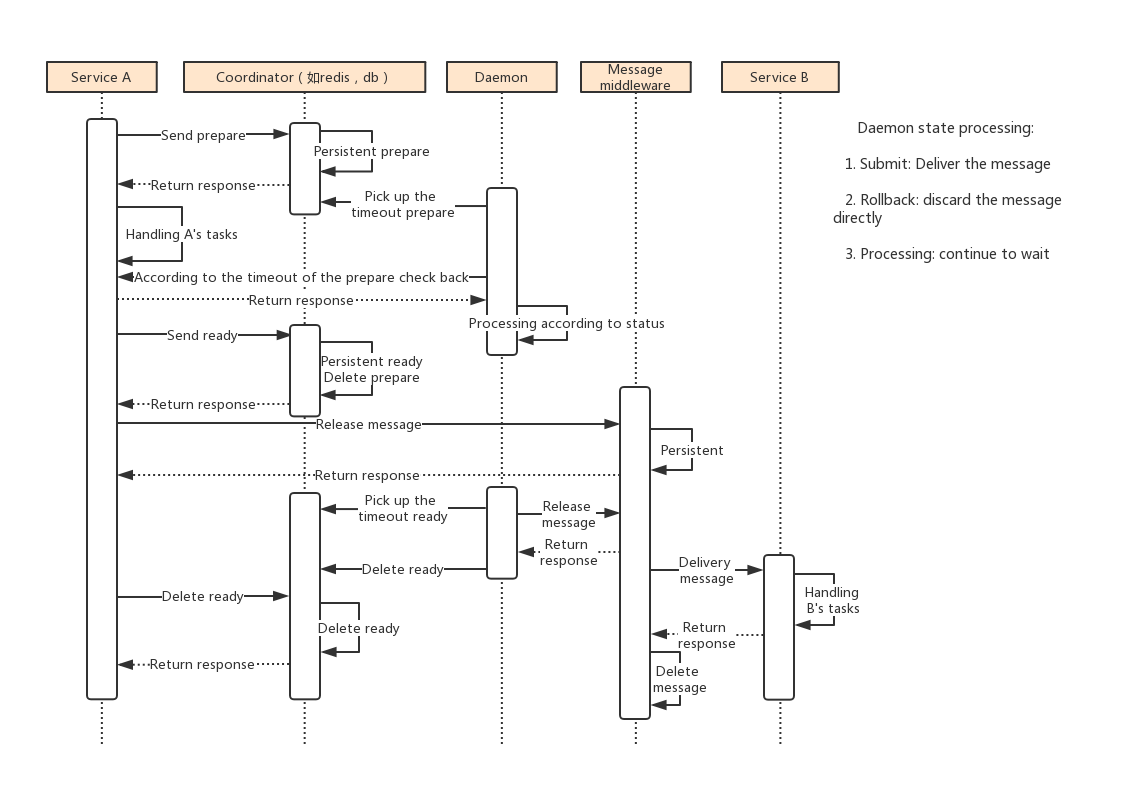 Service A
Coordinator ( 如redis , db )
Daemon
Message
middleware
Service B
Daemon state processing:
1. Submit: Deliver the message
2. Rollback: discard the message
directly
3. Processing: continue to wait
Send prepare
Persistent prepare
Return response
Pick up the
timeout prepare
Handling A's tasks
According to the timeout of the prepare check back
Return response
Processing according to status
Send ready
Persistent ready
Delete prepare
Return response
Release message
Persistent
Return response
Pick up the
timeout ready
Release
message
Return
response
Delete ready
Delivery
message
Delete ready
Handling
B's tasks
Delete ready
Return
response
Return response
Delete
message